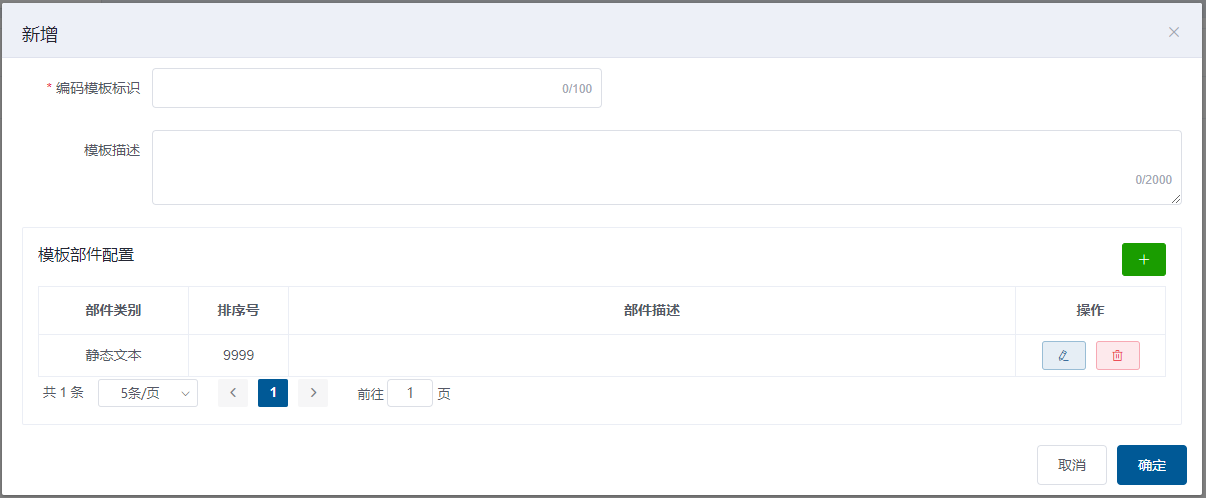 新增
* 编码模板标识 0/100
模板描述
0/2000
模板部件配置
部件类别 排序号 部件描述 操作
静态文本 9999
共 1 条 5条/页 1 前往 1 页
取消 确定